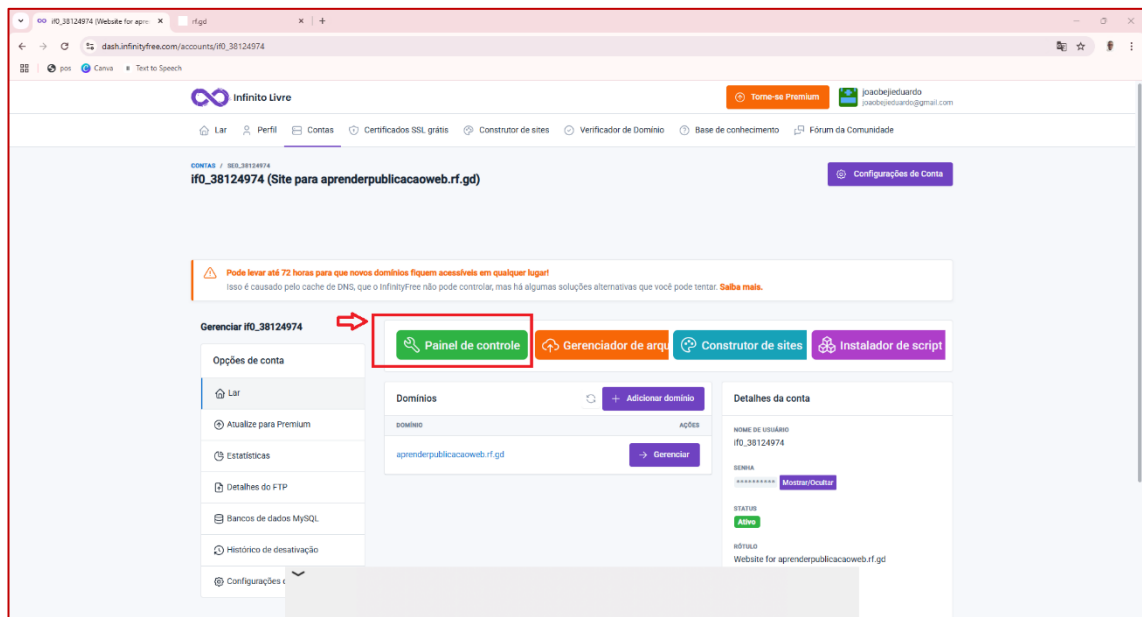 if0_38124974 (Website for apre
rf.gd
dash.infinityfree.com/accounts/if0_38124974
pos
Canva
Text to Speech
Infinito Livre
Torne-se Premium
joaobejieduardo
joaobejieduardo@gmail.com
Lar
Perfil
Contas
Certificados SSL grátis
Construtor de sites
Verificador de Domínio
Base de conhecimento
Fórum da Comunidade
CONTAS / SE0_38124974
if0_38124974 (Site para aprenderpublicacaoweb.rf.gd)
Configurações de Conta
Pode levar até 72 horas para que novos domínios fiquem acessíveis em qualquer lugar!
Isso é causado pelo cache de DNS, que o InfinityFree não pode controlar, mas há algumas soluções alternativas que você pode tentar. Saiba mais.
Gerenciar if0_38124974
Painel de controle
Gerenciador de arqu
Construtor de sites
Instalador de script
Opções de conta
Lar
Atualize para Premium
Estatísticas
Detalhes do FTP
Bancos de dados MySQL
Histórico de desativação
Configurações
Domínios
Adicionar domínio
DOMÍNIO
AÇÕES
aprenderpublicacaoweb.rf.gd
Gerenciar
Detalhes da conta
NOME DE USUÁRIO
if0_38124974
SENHA
********** Mostrar/Ocultar
STATUS
Ativo
RÓTULO
Website for aprenderpublicacaoweb.rf.gd